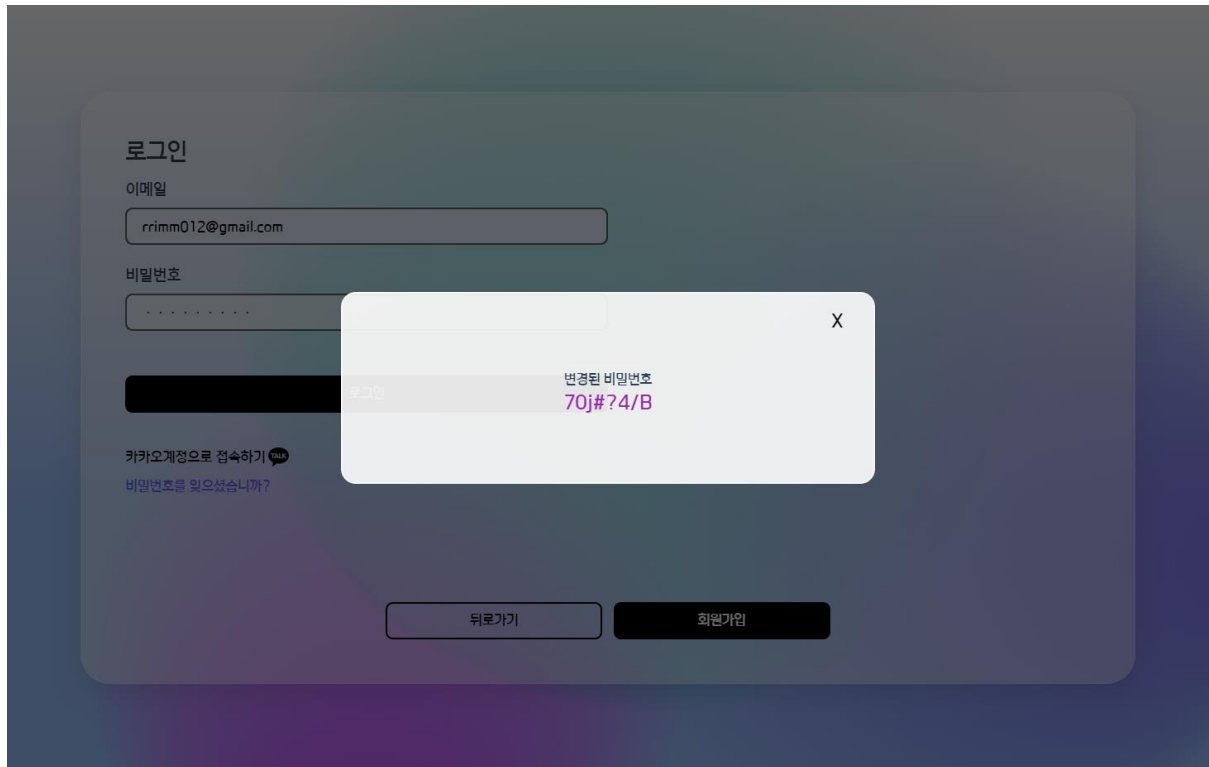 로그인
이메일
rrimm012@gmail.com
비밀번호
.........
X
변경된 비밀번호
70j#?4/B
로그인
카카오계정으로 접속하기 TALK
비밀번호를 잊으셨습니까?
뒤로가기
회원가입